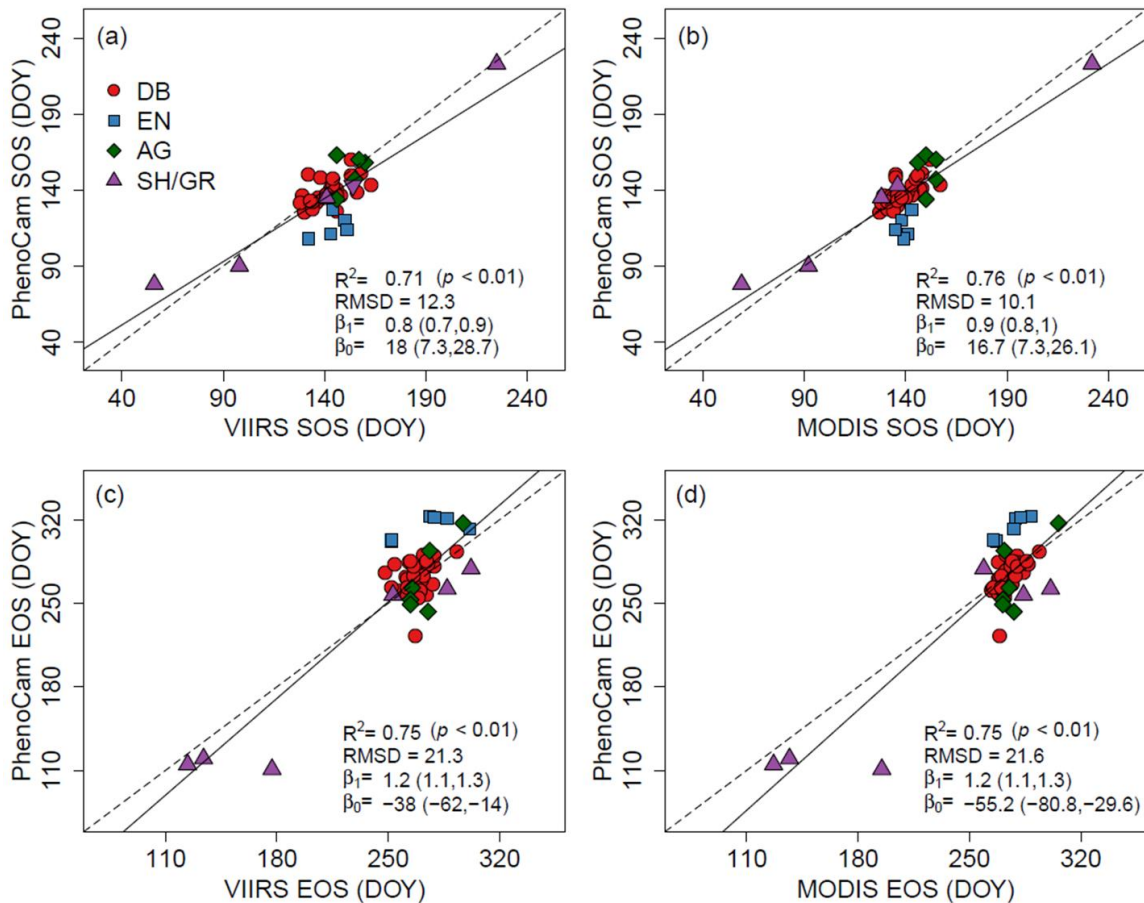 (a)
DB
EN
AG
SH/GR
R²= 0.71 (p < 0.01)
RMSD = 12.3
β₁= 0.8 (0.7,0.9)
β₀= 18 (7.3,28.7)
PhenoCam SOS (DOY)
40 90 140 190 240
40 90 140 190 240
VIIRS SOS (DOY)
(b)
R²= 0.76 (p < 0.01)
RMSD = 10.1
β₁= 0.9 (0.8,1)
β₀= 16.7 (7.3,26.1)
PhenoCam SOS (DOY)
40 90 140 190 240
40 90 140 190 240
MODIS SOS (DOY)
(c)
R²= 0.75 (p < 0.01)
RMSD = 21.3
β₁= 1.2 (1.1,1.3)
β₀= −38 (−62,−14)
PhenoCam EOS (DOY)
110 180 250 320
110 180 250 320
VIIRS EOS (DOY)
(d)
R²= 0.75 (p < 0.01)
RMSD = 21.6
β₁= 1.2 (1.1,1.3)
β₀= −55.2 (−80.8,−29.6)
PhenoCam EOS (DOY)
110 180 250 320
110 180 250 320
MODIS EOS (DOY)